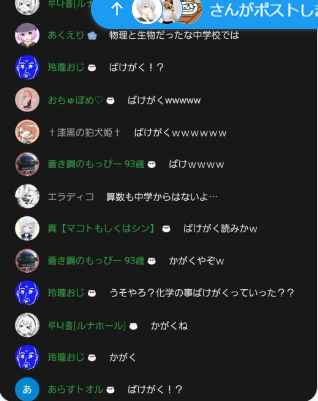 루나홀[ルナ
さんがポストしま
あくえり 物理と生物だったな中学校では
玲瓏おじ ばけがく！？
おちゅぼめ♡ ばけがくwwwww
†漆黒の狛犬姫† ばけがくｗｗｗｗｗｗ
蒼き鋼のもっぴー 93歳 ばけｗｗｗｗ
エラディコ 算数も中学からはないよ…
真【マコトもしくはシン】 ばけがく読みかｗ
蒼き鋼のもっぴー 93歳 かがくやぞｗ
玲瓏おじ うそやろ？化学の事ばけがくっていった？？
루나홀[ルナホール] かがくね
玲瓏おじ かがく
あ あらすトオル ばけがく！？